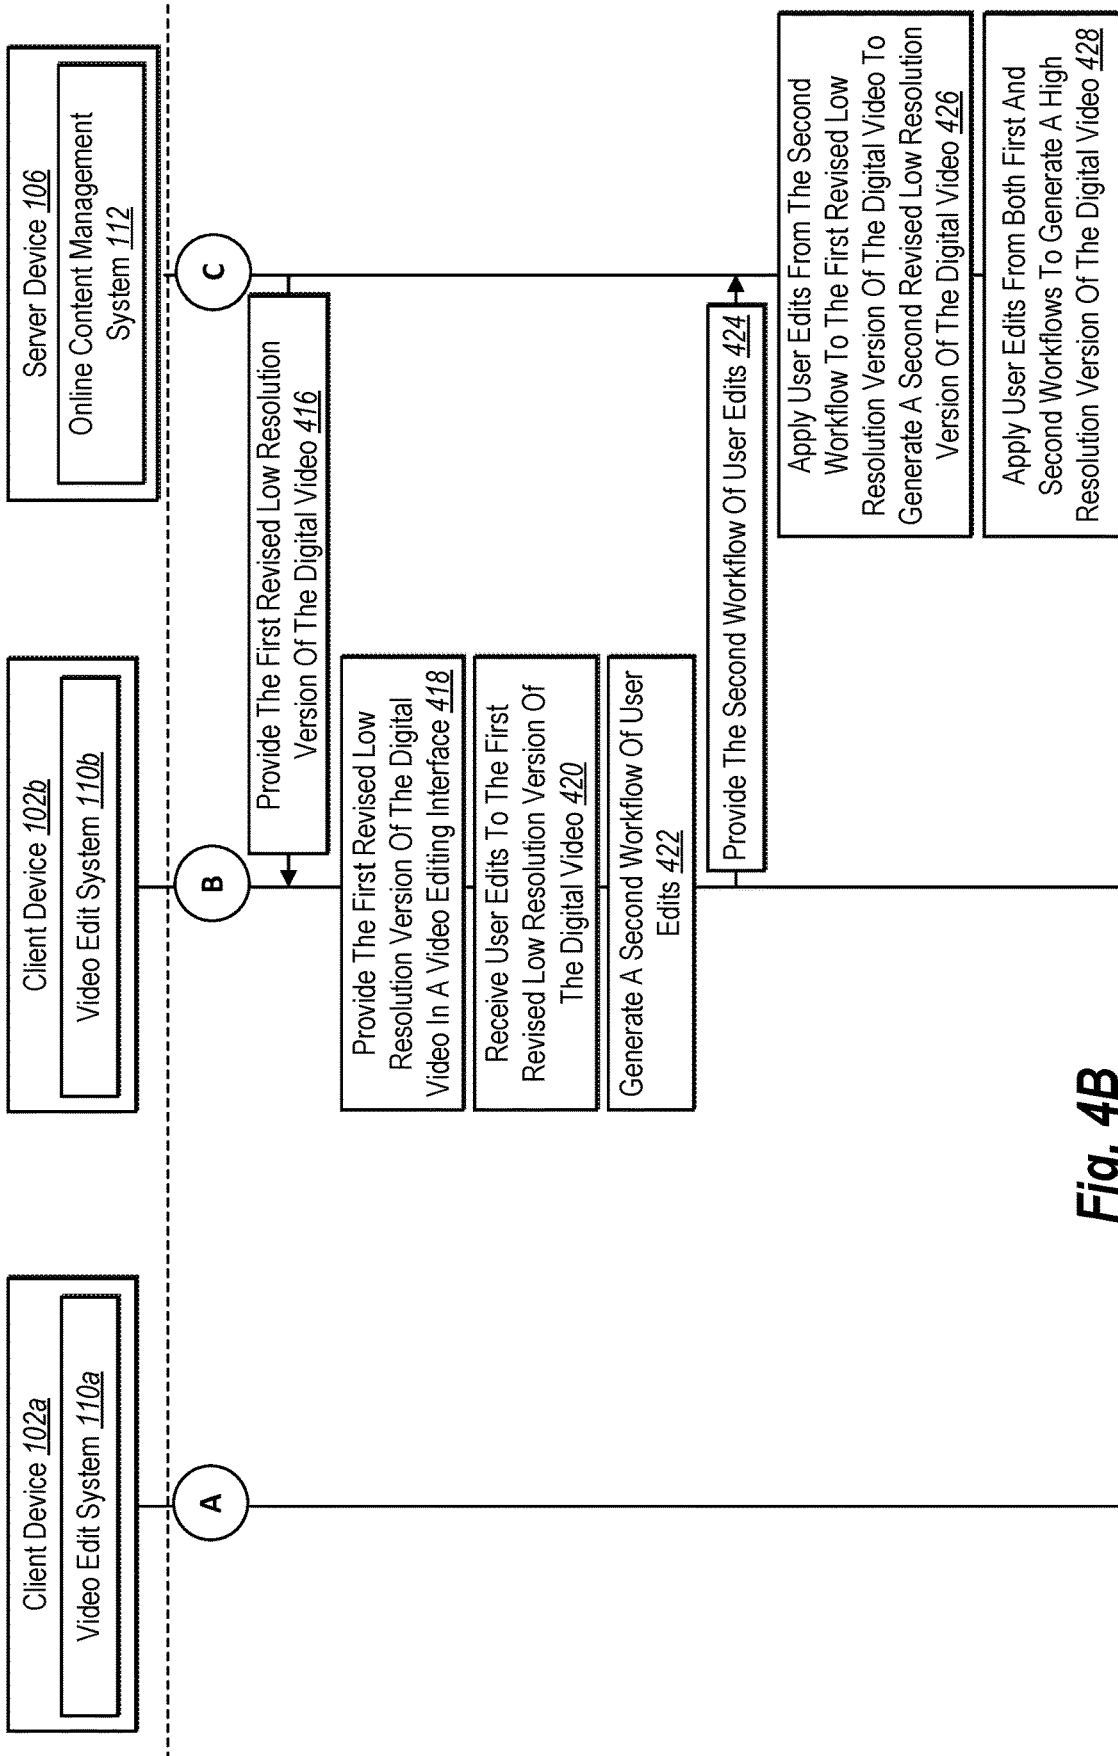 Client Device 102a
Video Edit System 110a
Client Device 102b
Video Edit System 110b
Server Device 106
Online Content Management
System 112
A
B
C
Provide The First Revised Low Resolution
Version Of The Digital Video 416
Provide The First Revised Low
Resolution Version Of The Digital
Video In A Video Editing Interface 418
Receive User Edits To The First
Revised Low Resolution Version Of
The Digital Video 420
Generate A Second Workflow Of User
Edits 422
Provide The Second Workflow Of User Edits 424
Apply User Edits From The Second
Workflow To The First Revised Low
Resolution Version Of The Digital Video To
Generate A Second Revised Low Resolution
Version Of The Digital Video 426
Apply User Edits From Both First And
Second Workflows To Generate A High
Resolution Version Of The Digital Video 428
Fig. 4B